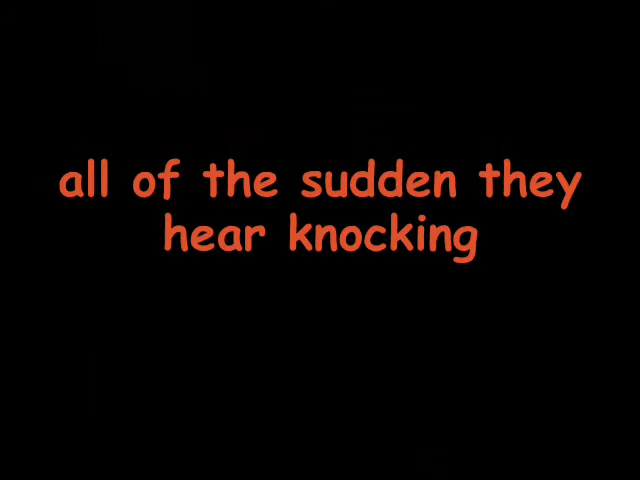 all of the sudden they
hear knocking